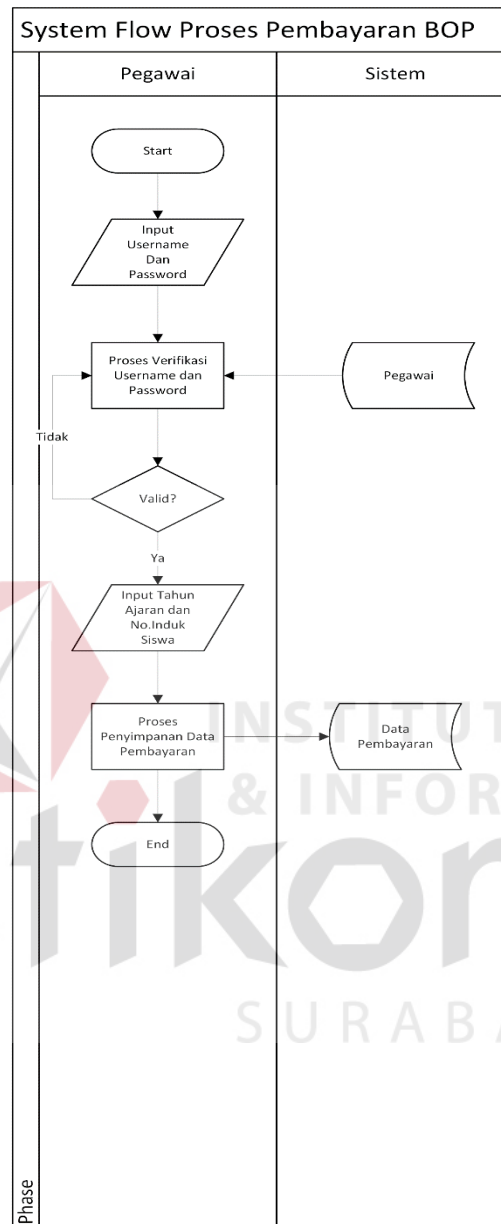 System Flow Proses Pembayaran BOP
Pegawai
Sistem
Start
Input
Username
Dan
Password
Proses Verifikasi
Username dan
Password
Pegawai
Tidak
Valid?
Ya
Input Tahun
Ajaran dan
No.Induk
Siswa
Proses
Penyimpanan Data
Pembayaran
Data
Pembayaran
End
INSTITUT
& INFOR
tikom
SURABA
Phase